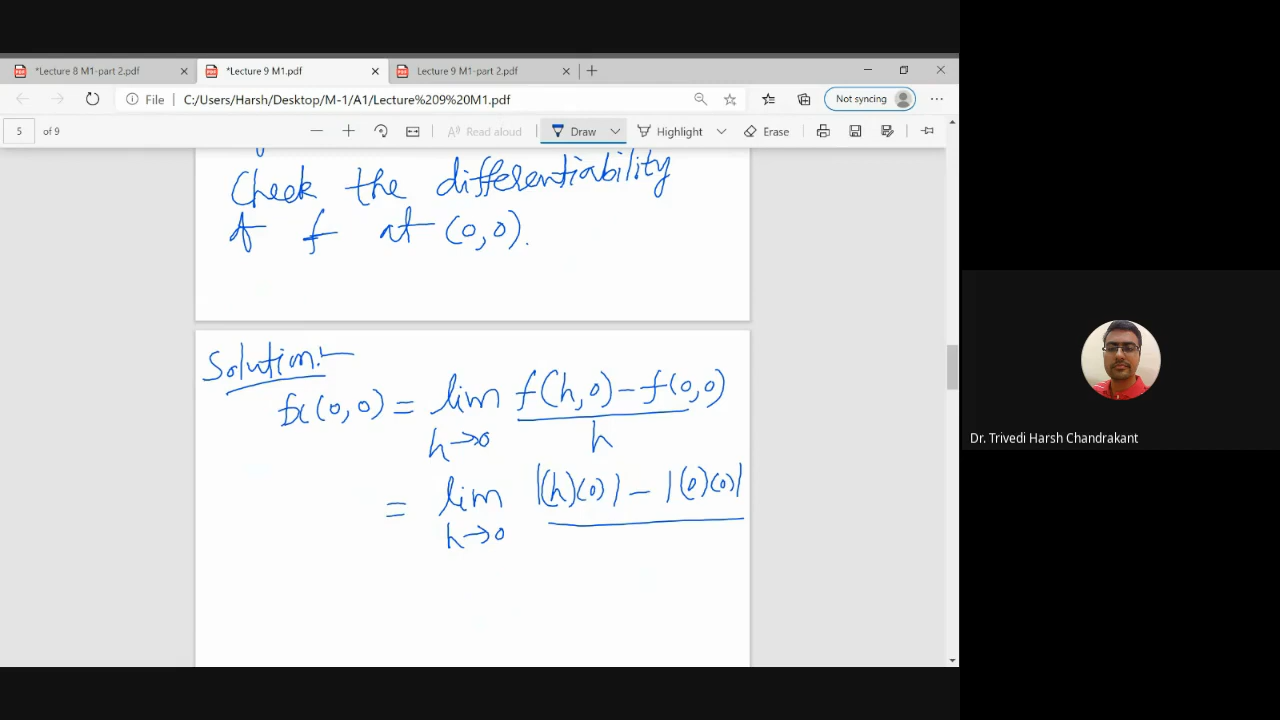 *Lecture 8 M1-part 2.pdf
*Lecture 9 M1.pdf
Lecture 9 M1-part 2.pdf
File
C:/Users/Harsh/Desktop/M-1/A1/Lecture%209%20M1.pdf
Not syncing
5 of 9
Read aloud
Draw
Highlight
Erase
Check the differentiability
of f at (0,0).
Solution:-
fx(0,0) = lim f(h,0) - f(0,0)
h→0 h
= lim |(h)(0)| - |(0)(0)|
h→0
Dr. Trivedi Harsh Chandrakant